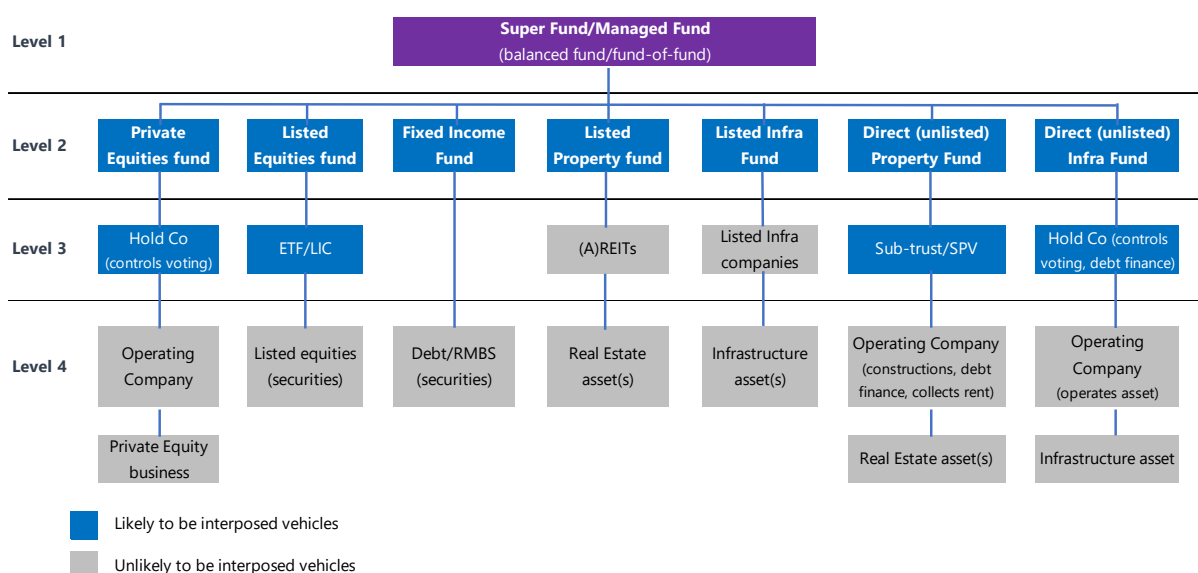 Level 1
Super Fund/Managed Fund
(balanced fund/fund-of-fund)
Level 2
Private
Equities fund
Listed
Equities fund
Fixed Income
Fund
Listed
Property fund
Listed Infra
Fund
Direct (unlisted)
Property Fund
Direct (unlisted)
Infra Fund
Level 3
Hold Co
(controls voting)
ETF/LIC
(A)REITs
Listed Infra
companies
Sub-trust/SPV
Hold Co (controls
voting, debt finance)
Level 4
Operating
Company
Listed equities
(securities)
Debt/RMBS
(securities)
Real Estate
asset(s)
Infrastructure
asset(s)
Operating Company
(constructions, debt
finance, collects rent)
Operating
Company
(operates asset)
Private Equity
business
Real Estate asset(s)
Infrastructure asset
Likely to be interposed vehicles
Unlikely to be interposed vehicles